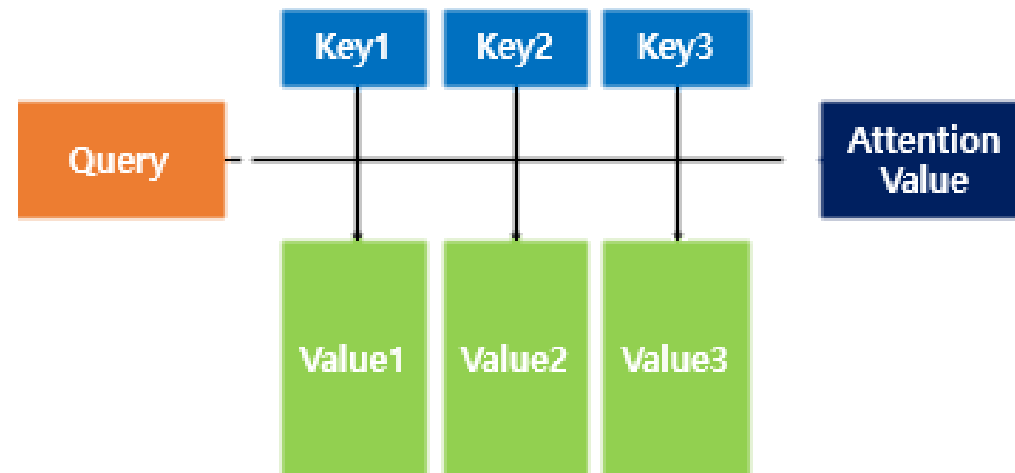 Key1 Key2 Key3
Query
Attention
Value
Value1 Value2 Value3